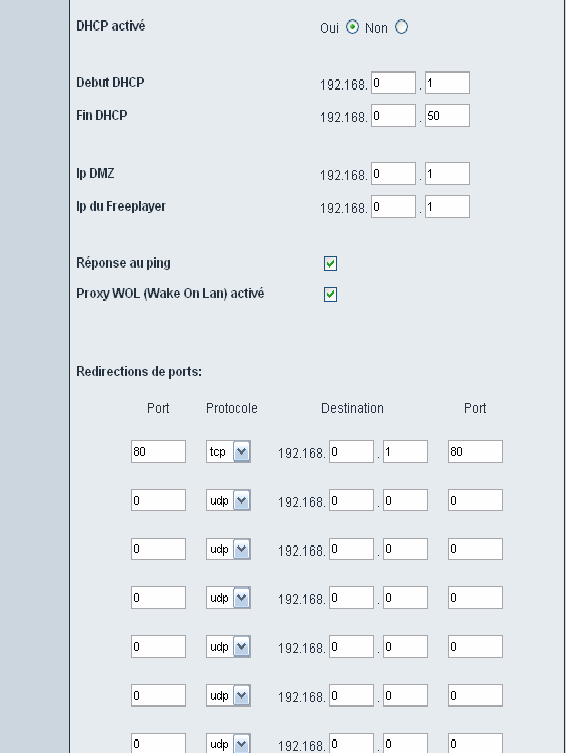 DHCP activé Oui Non
Début DHCP 192.168. 0 . 1
Fin DHCP 192.168. 0 . 50
Ip DMZ 192.168. 0 . 1
Ip du Freeplayer 192.168. 0 . 1
Réponse au ping
Proxy WOL (Wake On Lan) activé
Redirections de ports:
Port Protocole Destination Port
80 tcp 192.168. 0 . 1 80
0 udp 192.168. 0 . 0 0
0 udp 192.168. 0 . 0 0
0 udp 192.168. 0 . 0 0
0 udp 192.168. 0 . 0 0
0 udp 192.168. 0 . 0 0
0 udp 192.168. 0 . 0 0